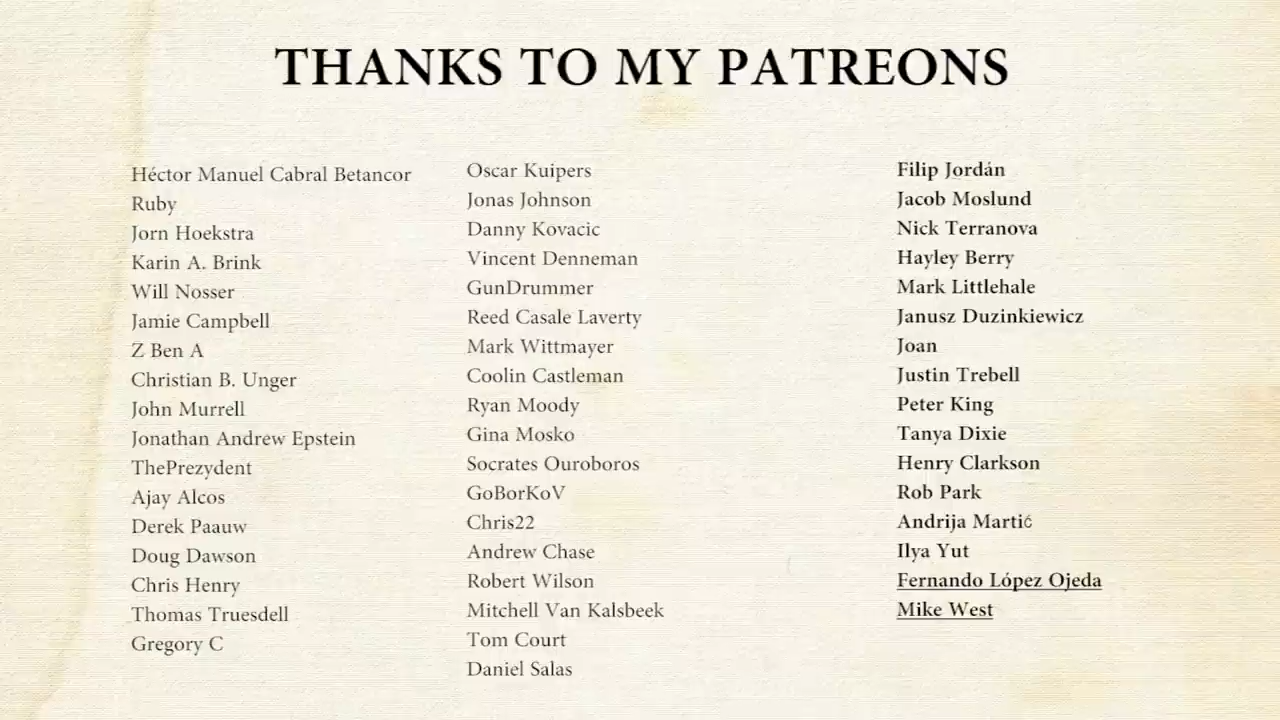 THANKS TO MY PATREONS
Héctor Manuel Cabral Betancor
Ruby
Jorn Hoekstra
Karin A. Brink
Will Nosser
Jamie Campbell
Z Ben A
Christian B. Unger
John Murrell
Jonathan Andrew Epstein
ThePrezydent
Ajay Alcos
Derek Paauw
Doug Dawson
Chris Henry
Thomas Truesdell
Gregory C
Oscar Kuipers
Jonas Johnson
Danny Kovacic
Vincent Denneman
GunDrummer
Reed Casale Laverty
Mark Wittmayer
Coolin Castleman
Ryan Moody
Gina Mosko
Socrates Ouroboros
GoBorKoV
Chris22
Andrew Chase
Robert Wilson
Mitchell Van Kalsbeek
Tom Court
Daniel Salas
Filip Jordán
Jacob Moslund
Nick Terranova
Hayley Berry
Mark Littlehale
Janusz Duzinkiewicz
Joan
Justin Trebell
Peter King
Tanya Dixie
Henry Clarkson
Rob Park
Andrija Martić
Ilya Yut
Fernando López Ojeda
Mike West